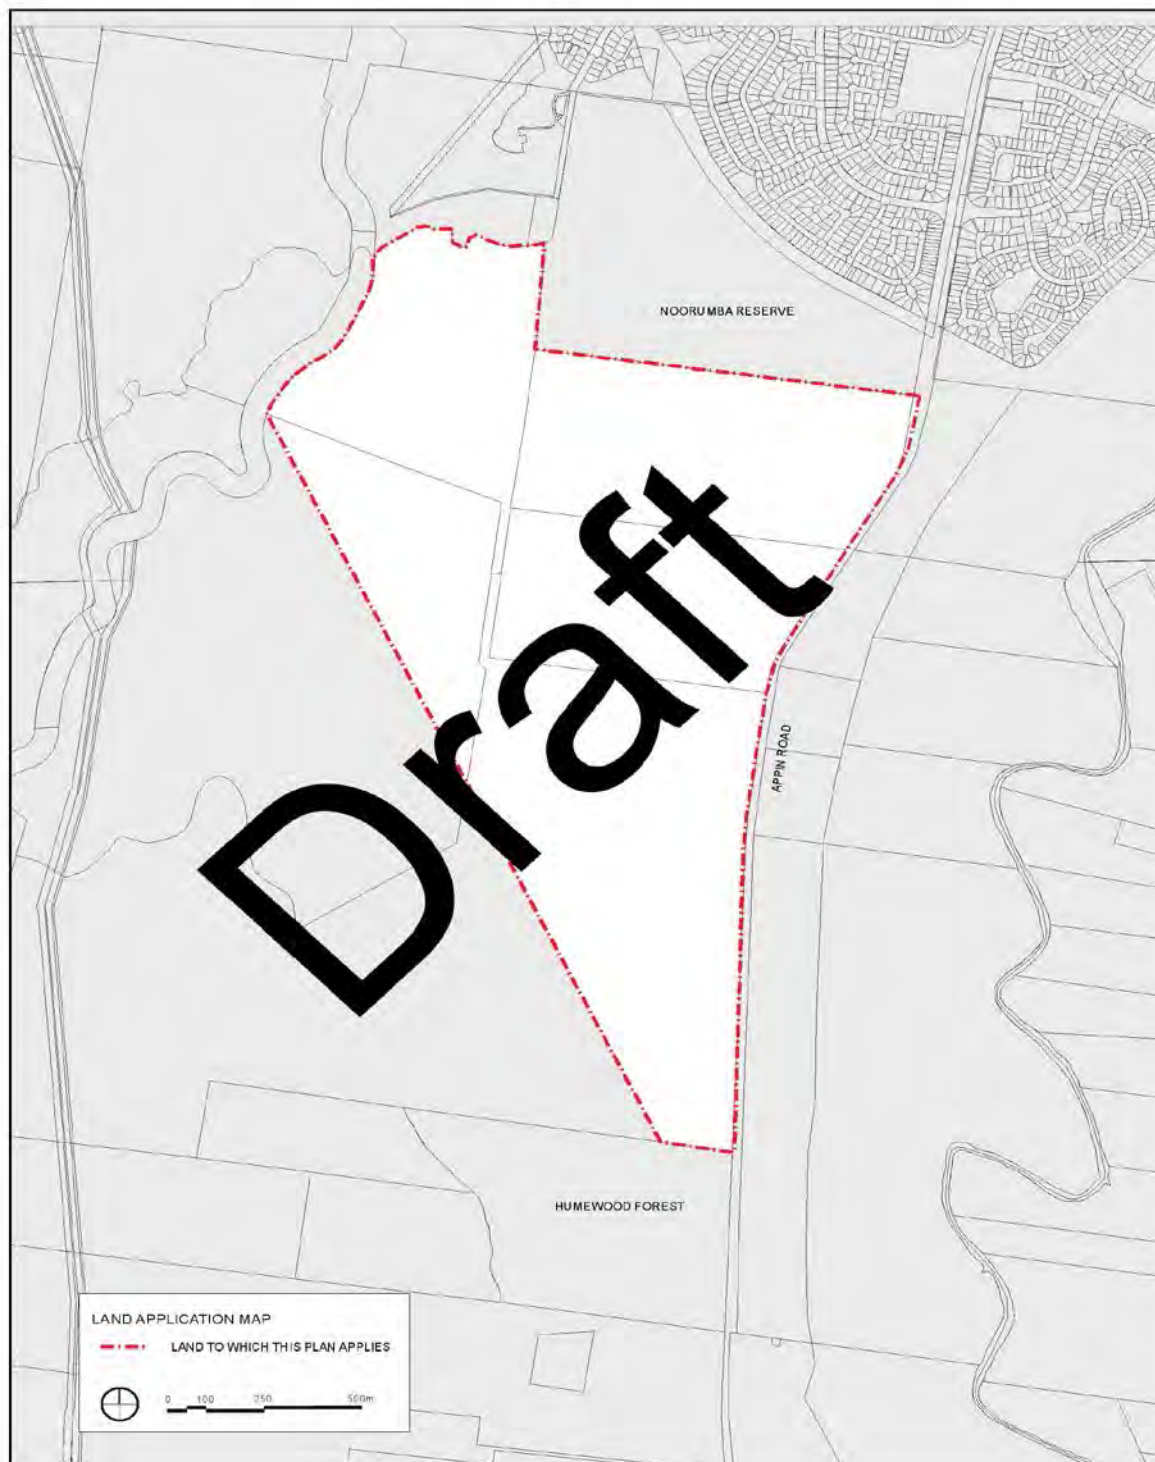 NOORUMBA RESERVE
Draft
APPIN ROAD
HUMEWOOD FOREST
LAND APPLICATION MAP
LAND TO WHICH THIS PLAN APPLIES
0 100 250 500m